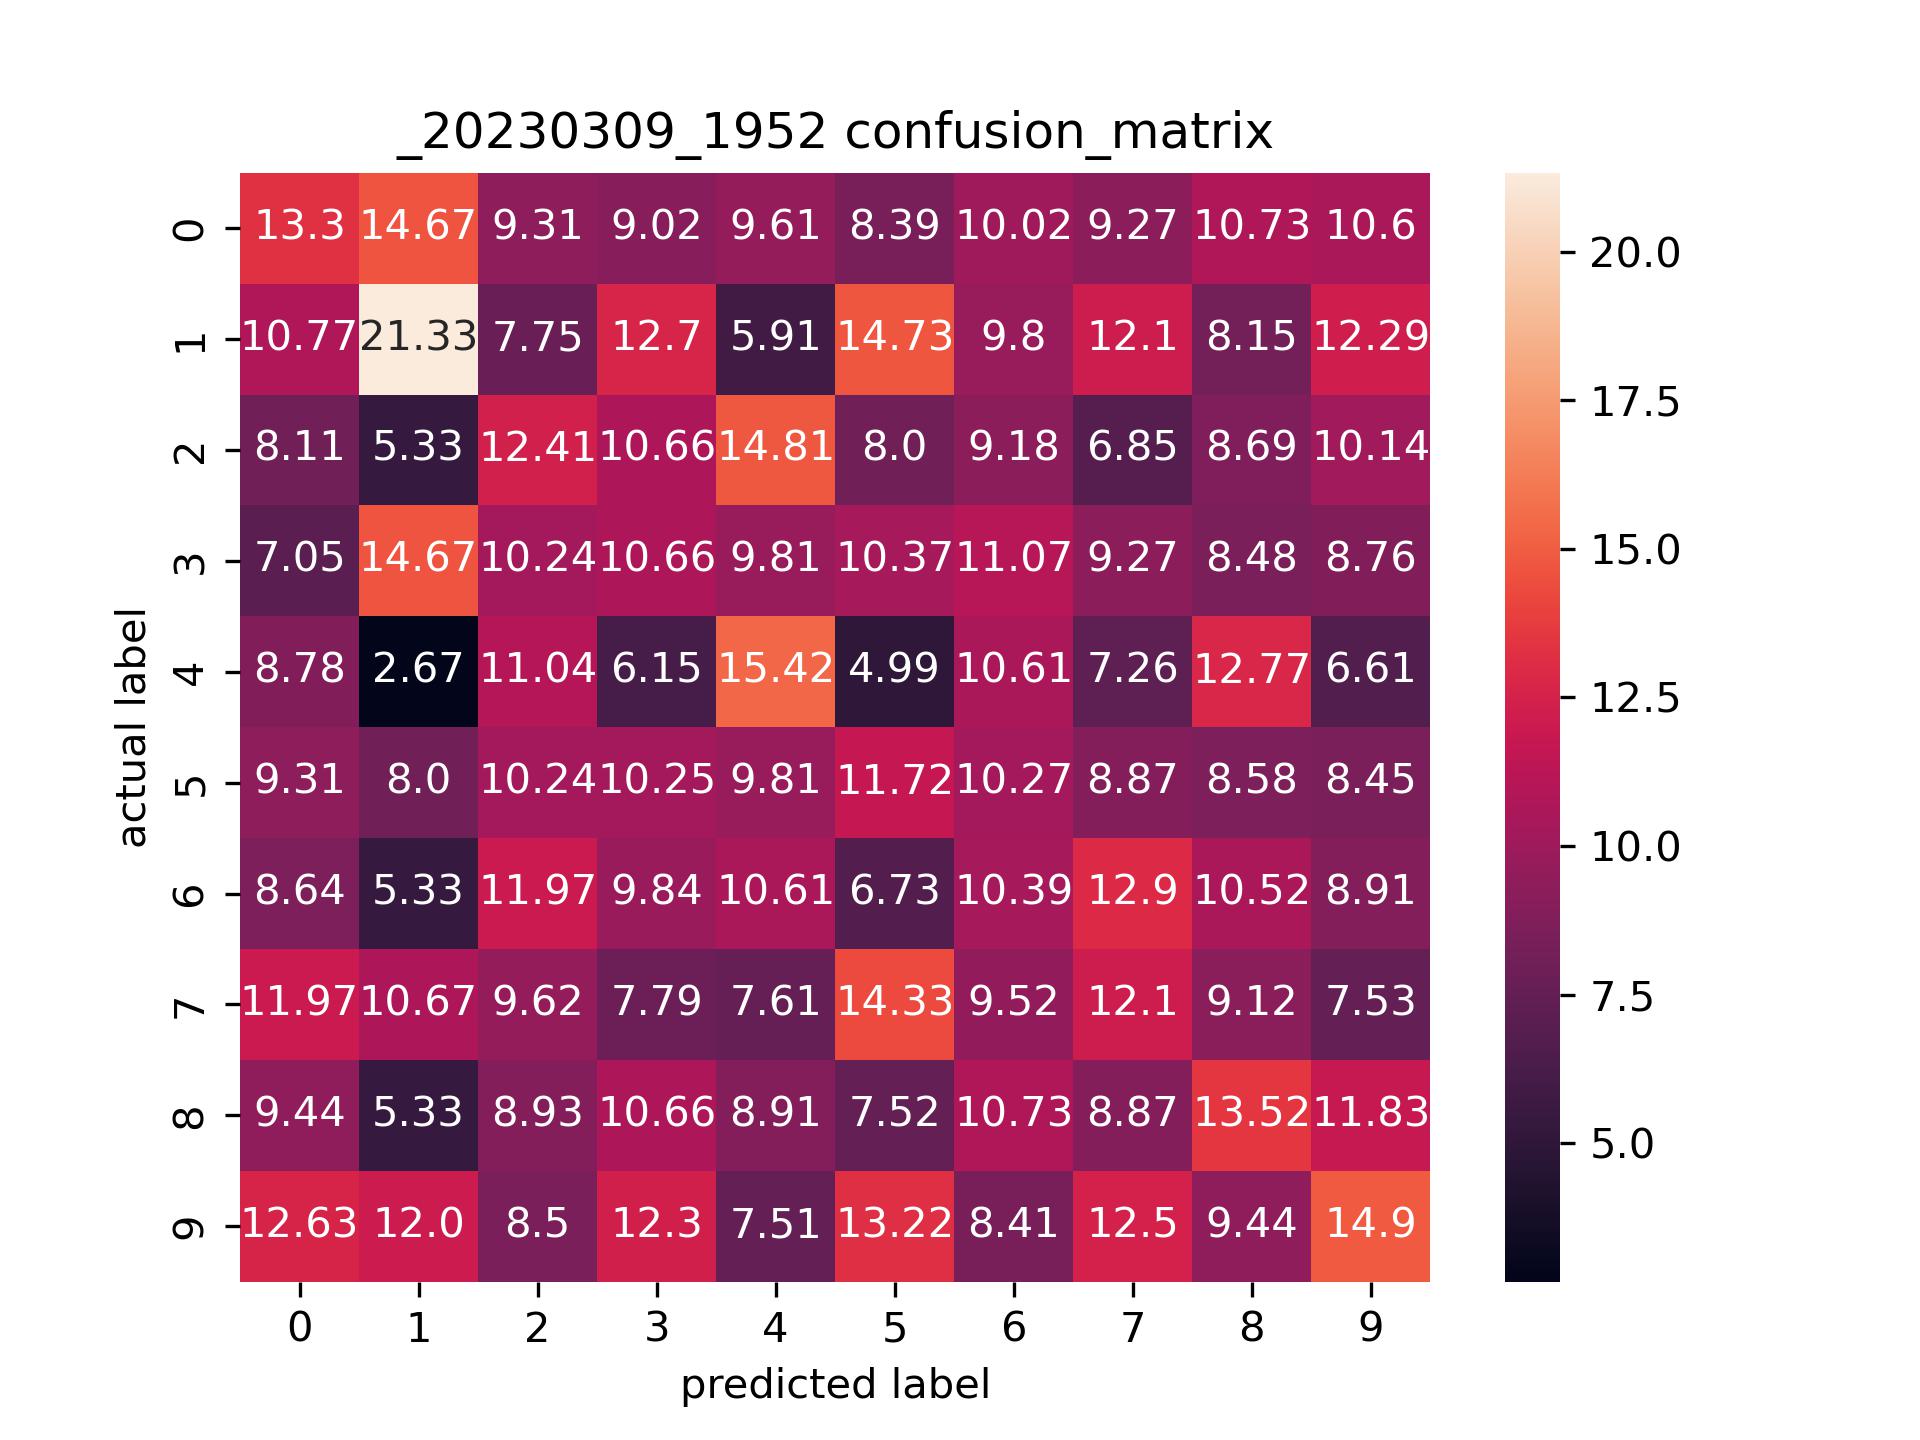 _20230309_1952 confusion_matrix
0 13.3 14.67 9.31 9.02 9.61 8.39 10.02 9.27 10.73 10.6
1 10.77 21.33 7.75 12.7 5.91 14.73 9.8 12.1 8.15 12.29
2 8.11 5.33 12.41 10.66 14.81 8.0 9.18 6.85 8.69 10.14
3 7.05 14.67 10.24 10.66 9.81 10.37 11.07 9.27 8.48 8.76
4 8.78 2.67 11.04 6.15 15.42 4.99 10.61 7.26 12.77 6.61
5 9.31 8.0 10.24 10.25 9.81 11.72 10.27 8.87 8.58 8.45
6 8.64 5.33 11.97 9.84 10.61 6.73 10.39 12.9 10.52 8.91
7 11.97 10.67 9.62 7.79 7.61 14.33 9.52 12.1 9.12 7.53
8 9.44 5.33 8.93 10.66 8.91 7.52 10.73 8.87 13.52 11.83
9 12.63 12.0 8.5 12.3 7.51 13.22 8.41 12.5 9.44 14.9
0 1 2 3 4 5 6 7 8 9
predicted label
actual label
20.0
17.5
15.0
12.5
10.0
7.5
5.0